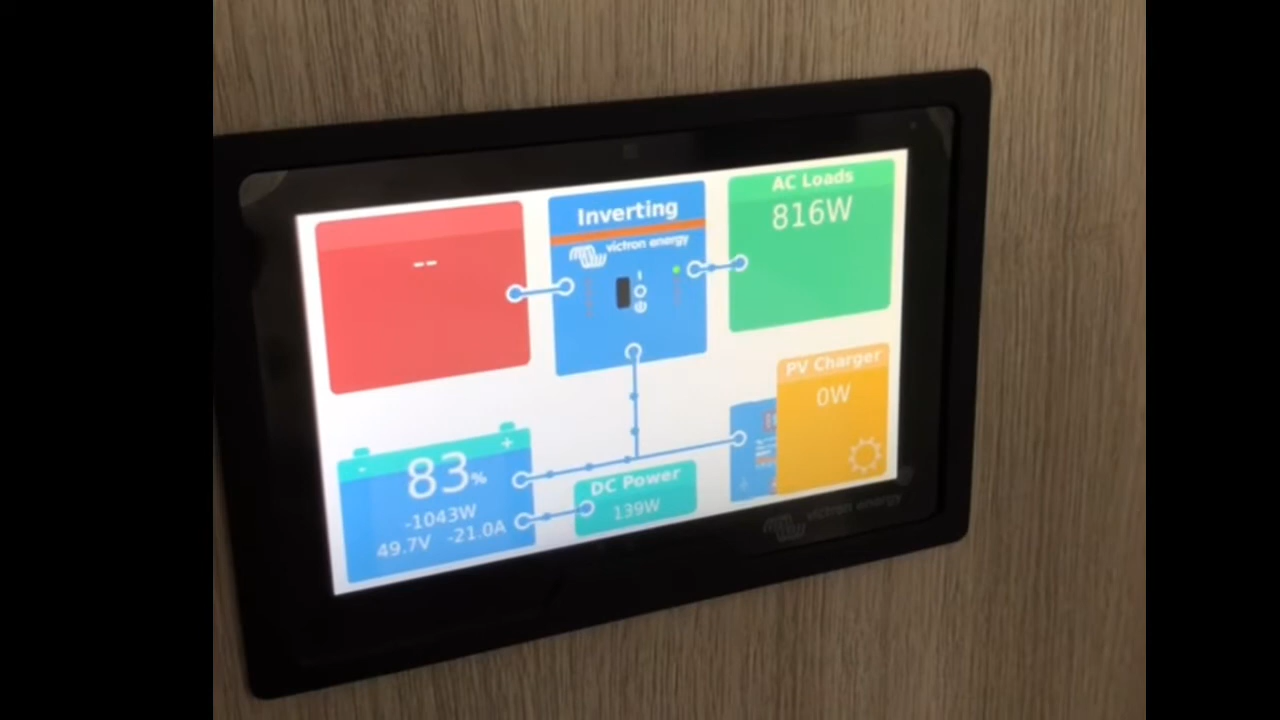 --
Inverting
victron energy
AC Loads
816W
PV Charger
0W
83%
-1043W
49.7V -21.0A
DC Power
139W
victron energy